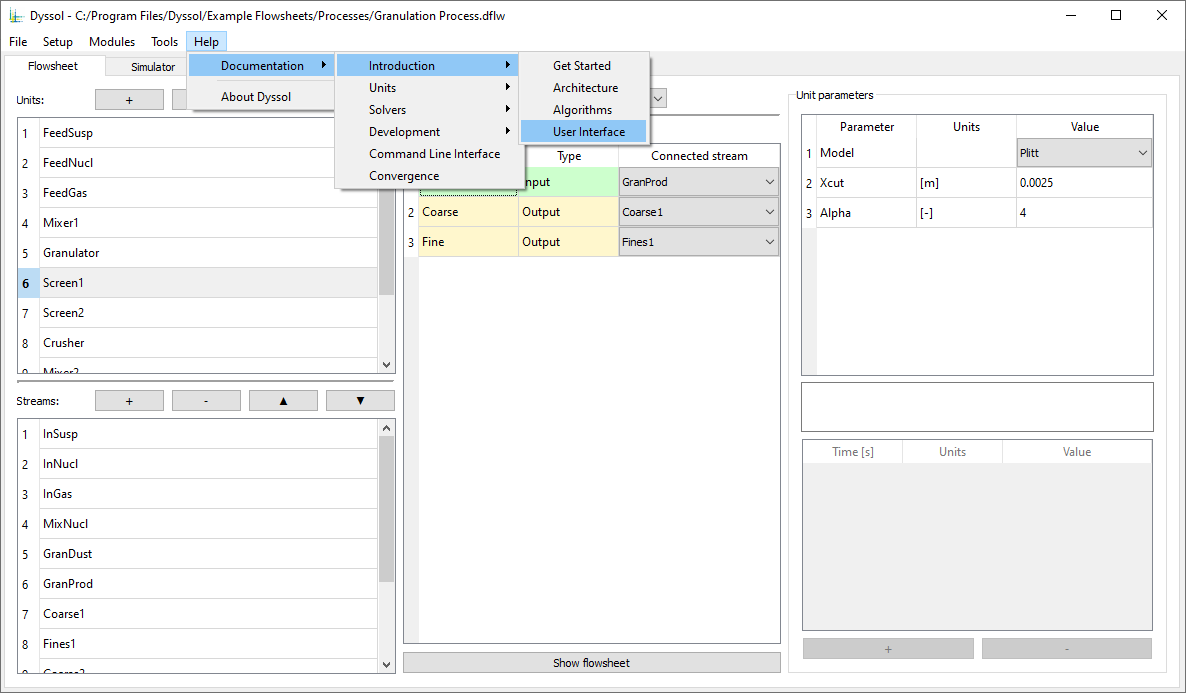 Dyssol - C:/Program Files/Dyssol/Example Flowsheets/Processes/Granulation Process.dflw
File Setup Modules Tools Help
Flowsheet Simulator
Documentation
About Dyssol
Introduction
Units
Solvers
Development
Command Line Interface
Convergence
Get Started
Architecture
Algorithms
User Interface
Units: +
1 FeedSusp
2 FeedNucl
3 FeedGas
4 Mixer1
5 Granulator
6 Screen1
7 Screen2
8 Crusher
9 Mixer2
Streams: + - ▲ ▼
1 InSusp
2 InNucl
3 InGas
4 MixNucl
5 GranDust
6 GranProd
7 Coarse1
8 Fines1
9 Coarse2
Type Connected stream
Input GranProd
2 Coarse Output Coarse1
3 Fine Output Fines1
Show flowsheet
Unit parameters
Parameter Units Value
1 Model Plitt
2 Xcut [m] 0.0025
3 Alpha [-] 4
Time [s] Units Value
+ -